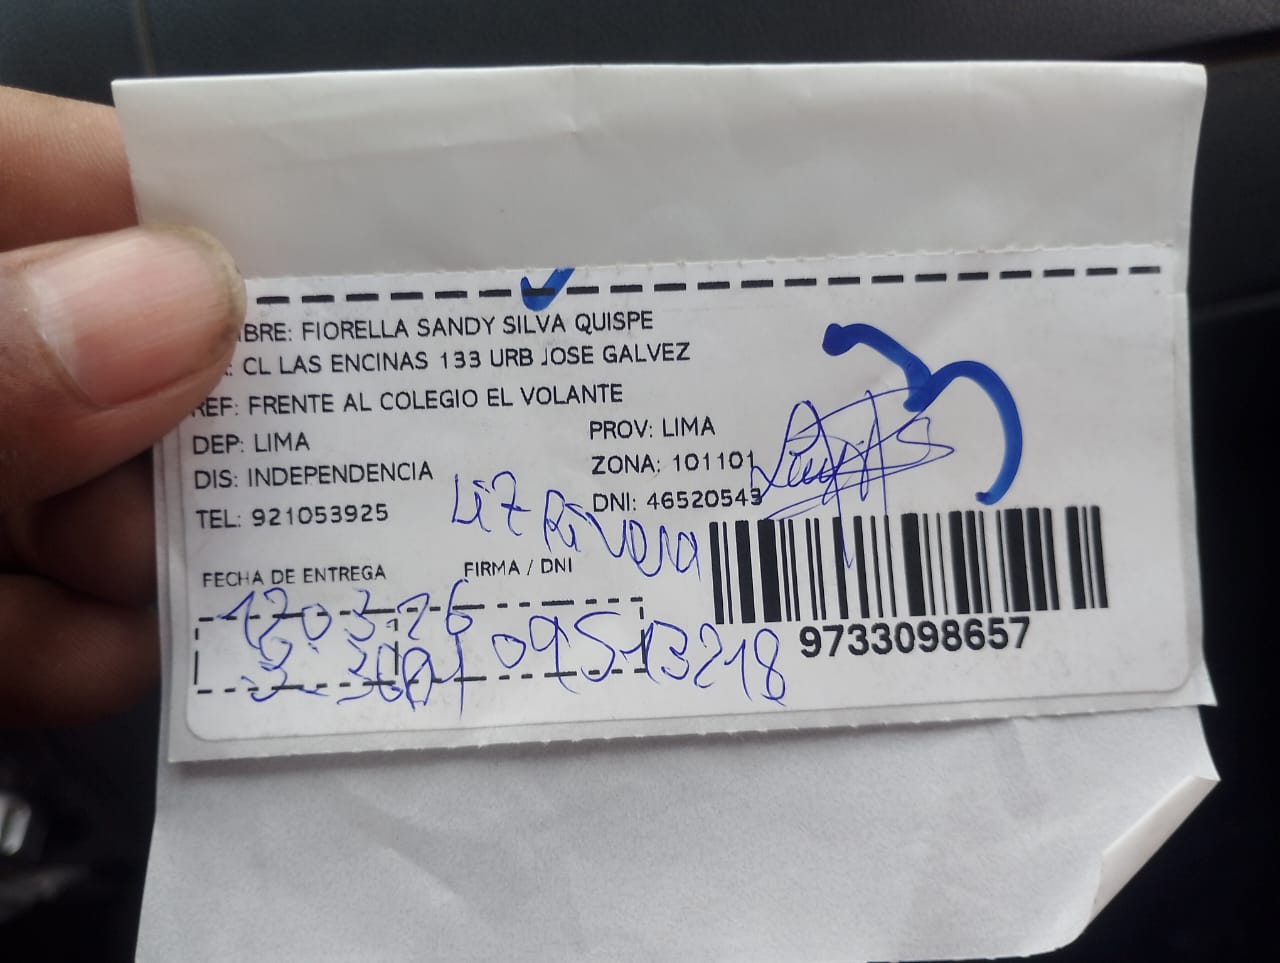 BRE: FIORELLA SANDY SILVA QUISPE
: CL LAS ENCINAS 133 URB JOSE GALVEZ
REF: FRENTE AL COLEGIO EL VOLANTE
DEP: LIMA PROV: LIMA
DIS: INDEPENDENCIA ZONA: 101101
TEL: 921053925 DNI: 46520543
Liz Rivera
FECHA DE ENTREGA FIRMA / DNI
09513218
9733098657